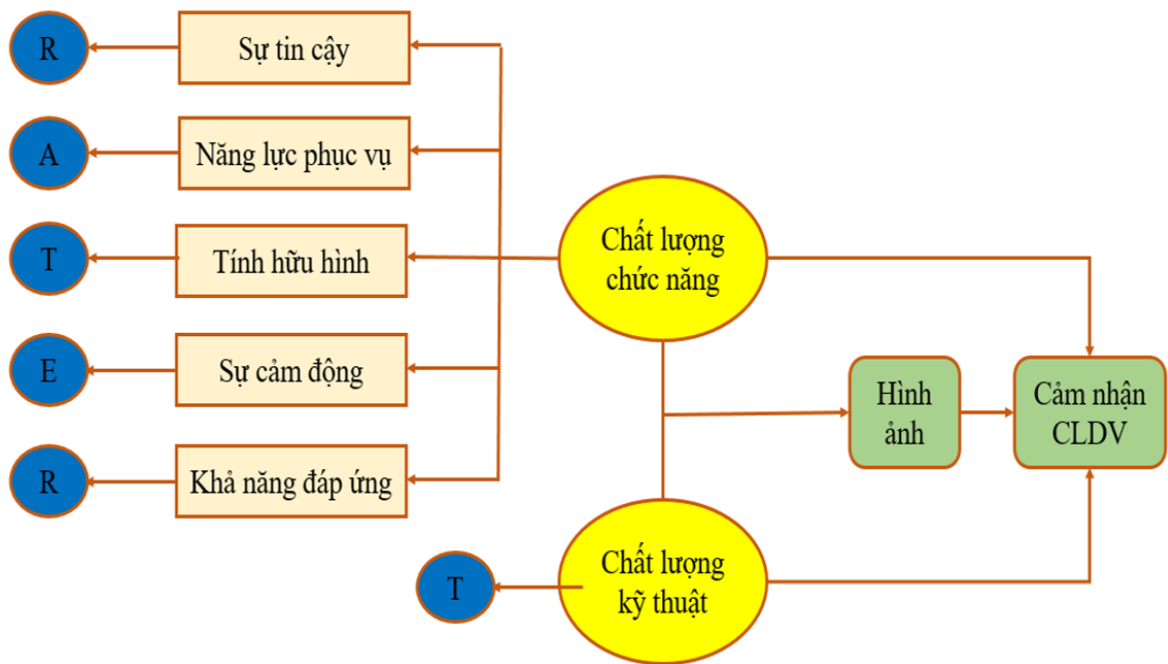 R
Sự tin cậy
A
Năng lực phục vụ
T
Tính hữu hình
E
Sự cảm động
R
Khả năng đáp ứng
Chất lượng
chức năng
Hình
ảnh
Cảm nhận
CLDV
T
Chất lượng
kỹ thuật